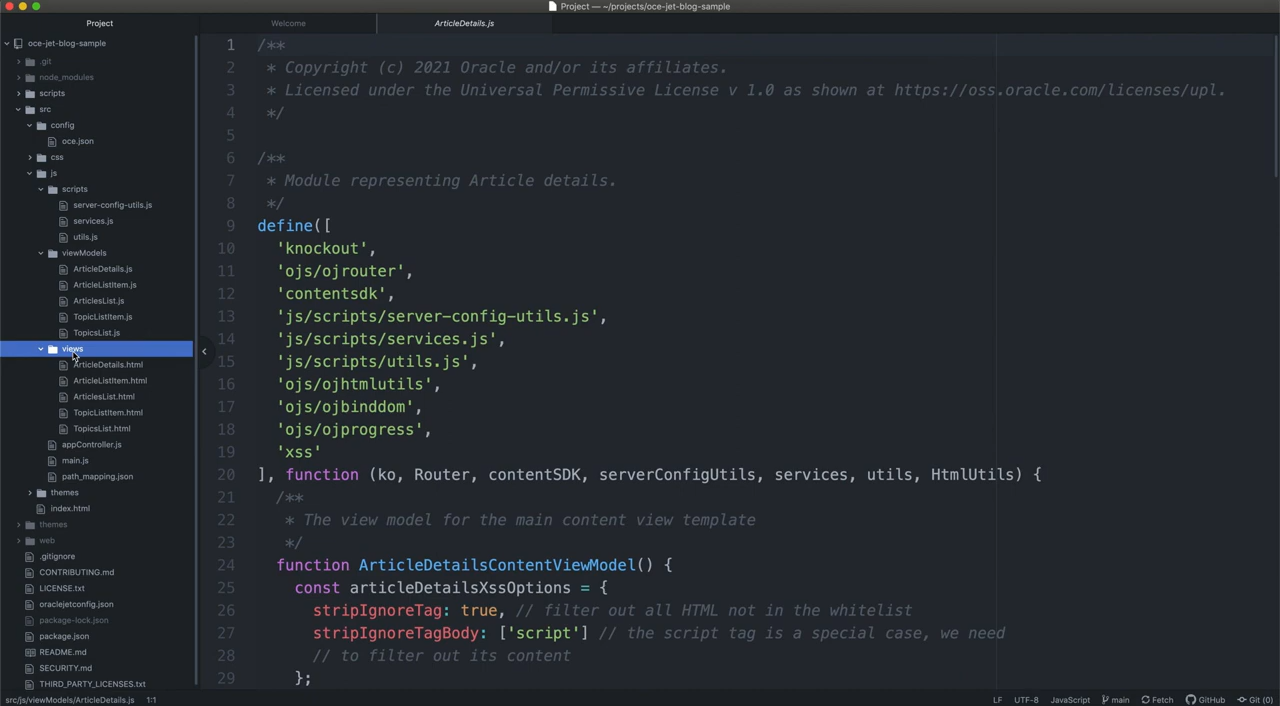 Project — ~/projects/oce-jet-blog-sample
Project
Welcome
ArticleDetails.js
oce-jet-blog-sample
.git
node_modules
scripts
src
config
oce.json
css
js
scripts
server-config-utils.js
services.js
utils.js
viewModels
ArticleDetails.js
ArticleListItem.js
ArticlesList.js
TopicListItem.js
TopicsList.js
views
ArticleDetails.html
ArticleListItem.html
ArticlesList.html
TopicListItem.html
TopicsList.html
appController.js
main.js
path_mapping.json
themes
index.html
themes
web
.gitignore
CONTRIBUTING.md
LICENSE.txt
oraclejetconfig.json
package-lock.json
package.json
README.md
SECURITY.md
THIRD_PARTY_LICENSES.txt
1 /**
2 * Copyright (c) 2021 Oracle and/or its affiliates.
3 * Licensed under the Universal Permissive License v 1.0 as shown at https://oss.oracle.com/licenses/upl.
4 */
5
6 /**
7 * Module representing Article details.
8 */
9 define([
10 'knockout',
11 'ojs/ojrouter',
12 'contentsdk',
13 'js/scripts/server-config-utils.js',
14 'js/scripts/services.js',
15 'js/scripts/utils.js',
16 'ojs/ojhtmlutils',
17 'ojs/ojbinddom',
18 'ojs/ojprogress',
19 'xss'
20 ], function (ko, Router, contentSDK, serverConfigUtils, services, utils, HtmlUtils) {
21 /**
22 * The view model for the main content view template
23 */
24 function ArticleDetailsContentViewModel() {
25 const articleDetailsXssOptions = {
26 stripIgnoreTag: true, // filter out all HTML not in the whitelist
27 stripIgnoreTagBody: ['script'] // the script tag is a special case, we need
28 // to filter out its content
29 };
src/js/viewModels/ArticleDetails.js 1:1
LF UTF-8 JavaScript main Fetch GitHub Git (0)